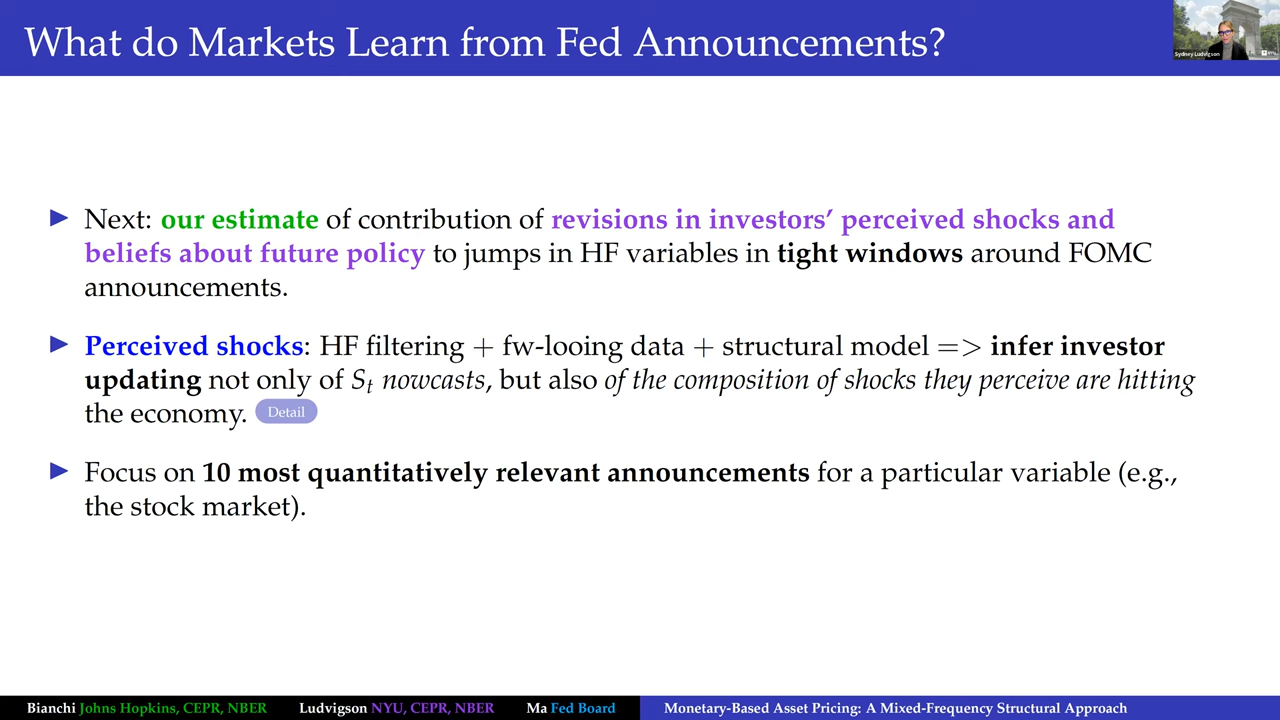 What do Markets Learn from Fed Announcements?
Sydney Ludvigson
▶ Next: our estimate of contribution of revisions in investors’ perceived shocks and
beliefs about future policy to jumps in HF variables in tight windows around FOMC
announcements.
▶ Perceived shocks: HF filtering + fw-looing data + structural model => infer investor
updating not only of Sₜ nowcasts, but also of the composition of shocks they perceive are hitting
the economy. Detail
▶ Focus on 10 most quantitatively relevant announcements for a particular variable (e.g.,
the stock market).
Bianchi Johns Hopkins, CEPR, NBER Ludvigson NYU, CEPR, NBER Ma Fed Board Monetary-Based Asset Pricing: A Mixed-Frequency Structural Approach